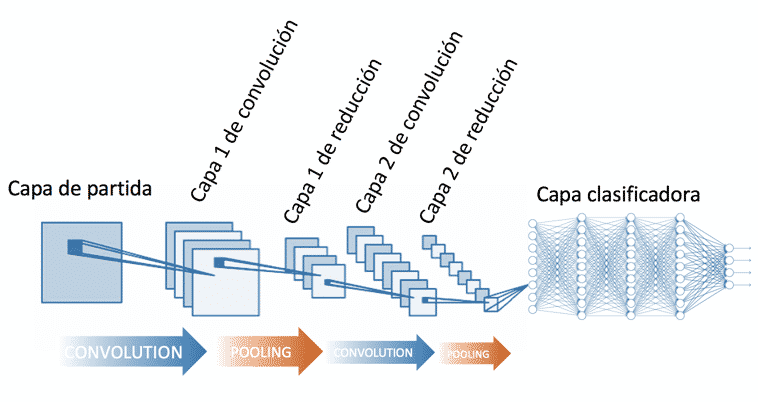 Capa de partida
Capa 1 de convolución
Capa 1 de reducción
Capa 2 de convolución
Capa 2 de reducción
Capa clasificadora
CONVOLUTION
POOLING
CONVOLUTION
POOLING